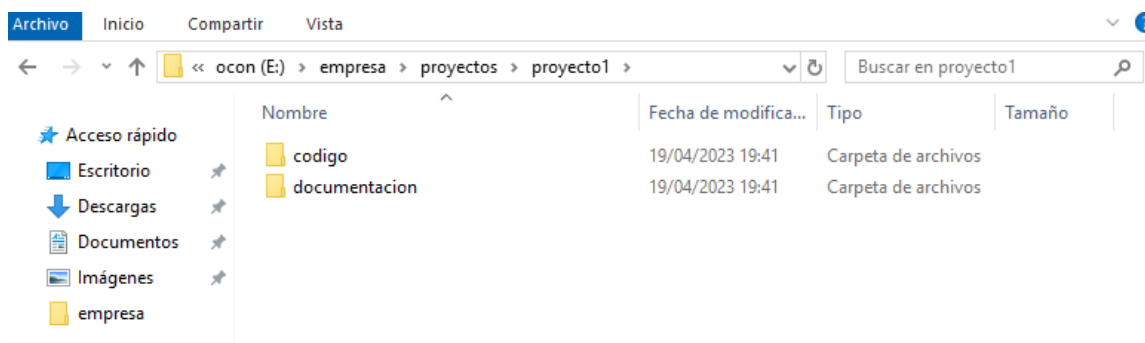 Archivo Inicio Compartir Vista
« ocon (E:) > empresa > proyectos > proyecto1 > Buscar en proyecto1
Nombre Fecha de modifica... Tipo Tamaño
Acceso rápido
codigo 19/04/2023 19:41 Carpeta de archivos
Escritorio
documentacion 19/04/2023 19:41 Carpeta de archivos
Descargas
Documentos
Imágenes
empresa